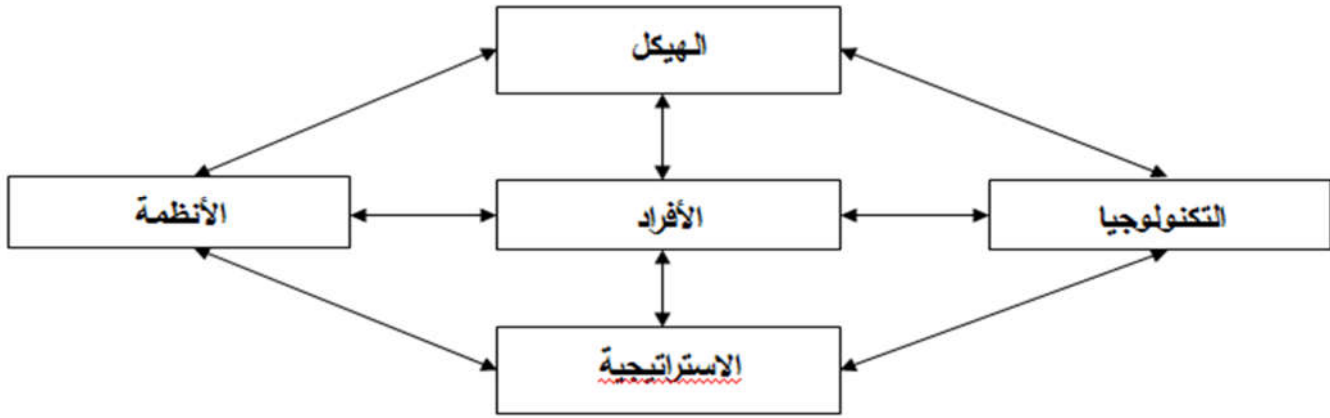 الهيكل
التكنولوجيا
الأفراد
الأنظمة
الاستراتيجية